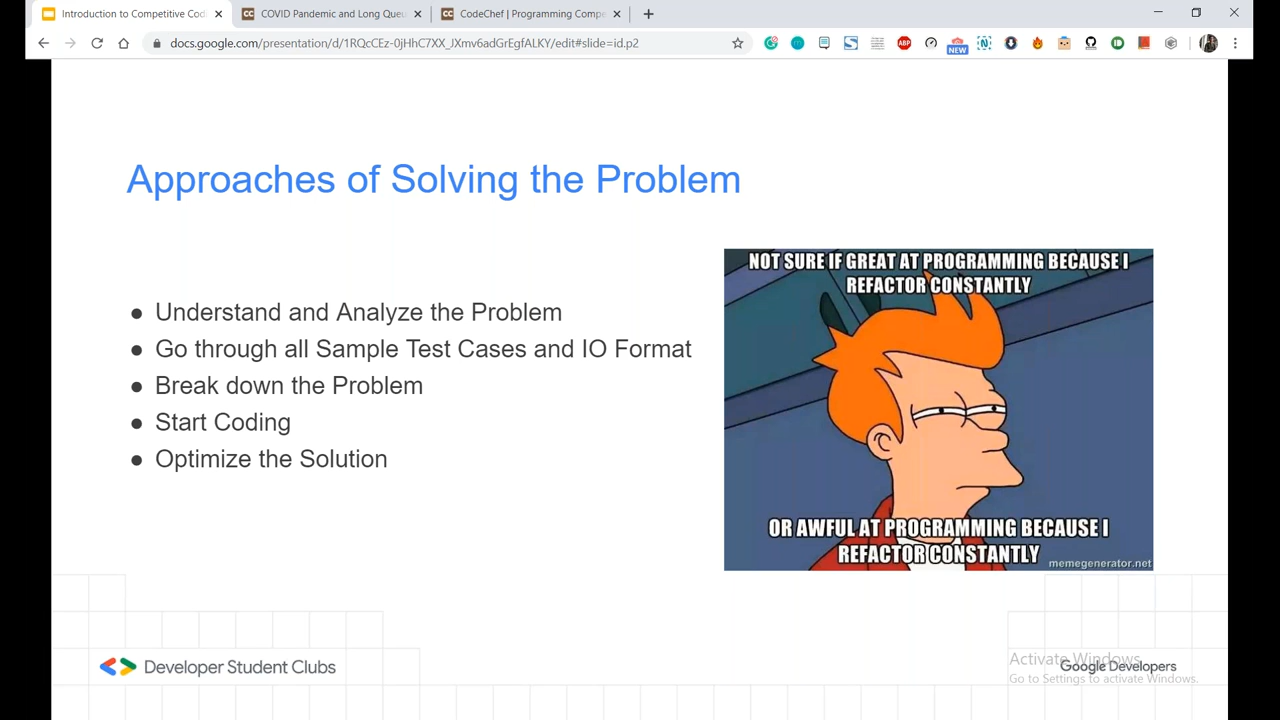 Introduction to Competitive Codi
COVID Pandemic and Long Queu
CodeChef | Programming Compe
docs.google.com/presentation/d/1RQcCEz-0jHhC7XX_JXmv6adGrEgfALKY/edit#slide=id.p2
ABP
NEW
Approaches of Solving the Problem
● Understand and Analyze the Problem
● Go through all Sample Test Cases and IO Format
● Break down the Problem
● Start Coding
● Optimize the Solution
NOT SURE IF GREAT AT PROGRAMMING BECAUSE I
REFACTOR CONSTANTLY
OR AWFUL AT PROGRAMMING BECAUSE I
REFACTOR CONSTANTLY
memegenerator.net
Developer Student Clubs
Activate Windows
Google Developers
Go to Settings to activate Windows.